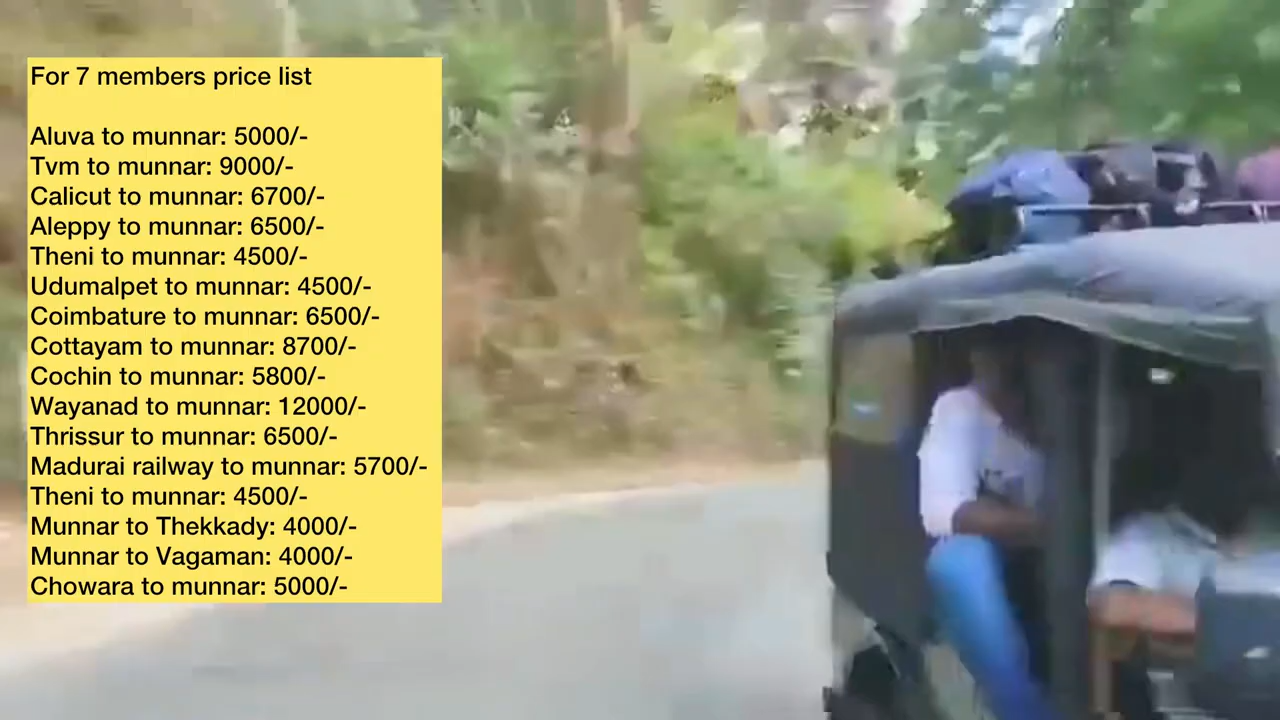 For 7 members price list
Aluva to munnar: 5000/-
Tvm to munnar: 9000/-
Calicut to munnar: 6700/-
Aleppy to munnar: 6500/-
Theni to munnar: 4500/-
Udumalpet to munnar: 4500/-
Coimbature to munnar: 6500/-
Cottayam to munnar: 8700/-
Cochin to munnar: 5800/-
Wayanad to munnar: 12000/-
Thrissur to munnar: 6500/-
Madurai railway to munnar: 5700/-
Theni to munnar: 4500/-
Munnar to Thekkady: 4000/-
Munnar to Vagaman: 4000/-
Chowara to munnar: 5000/-